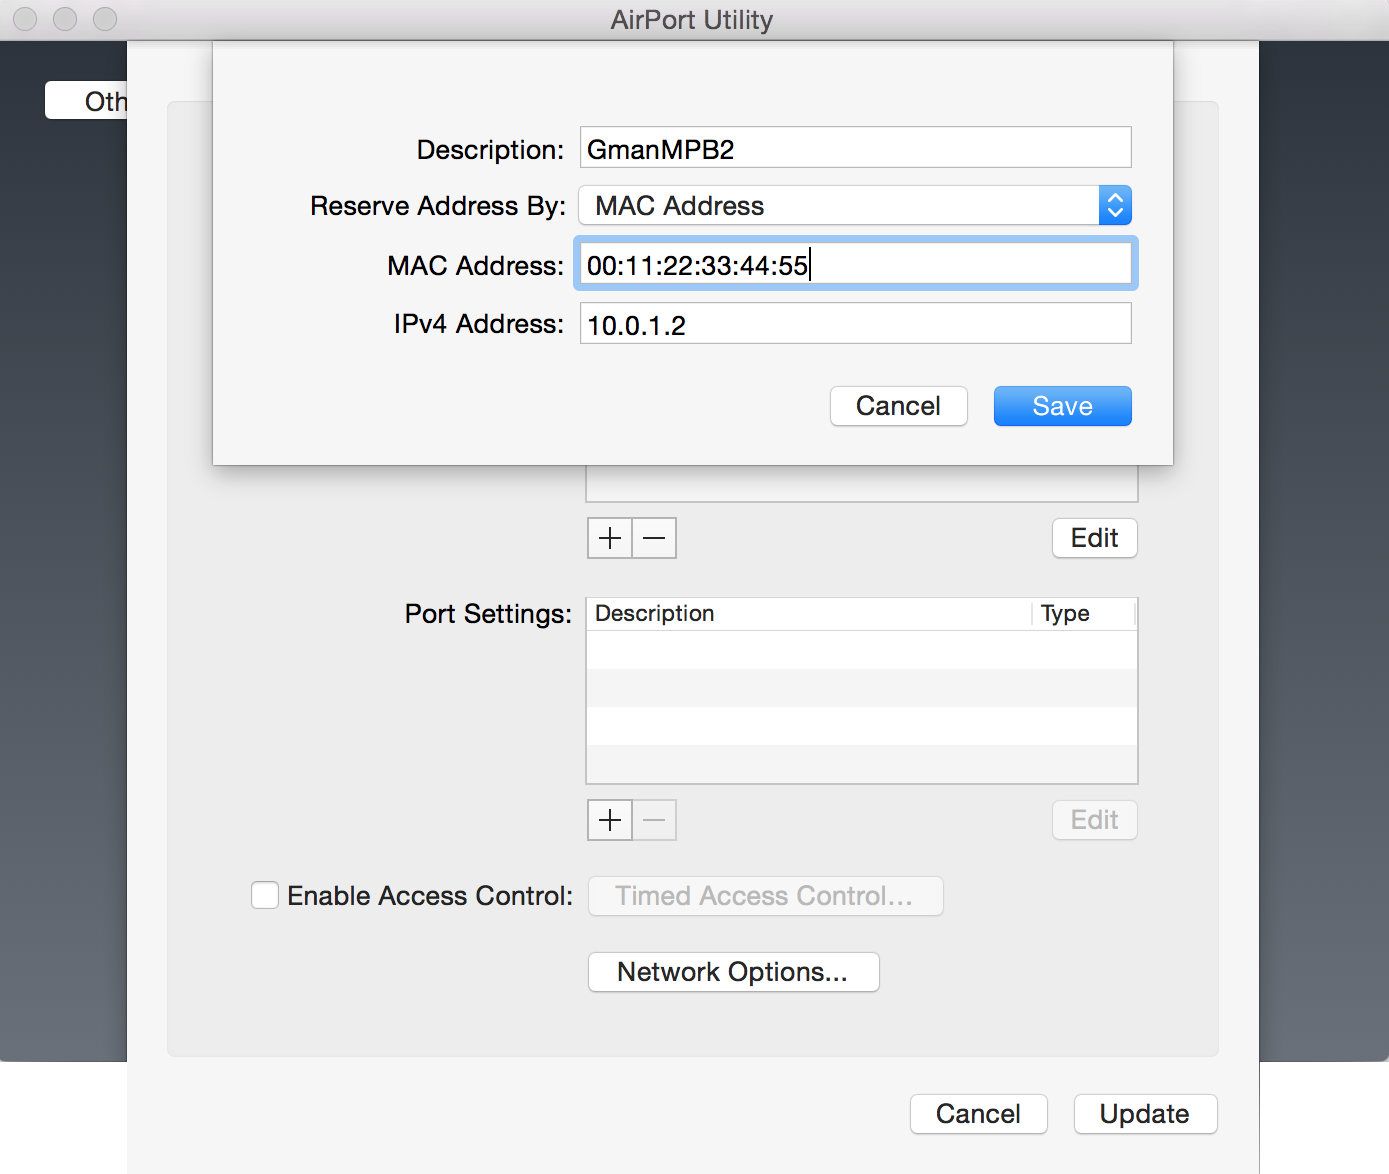 AirPort Utility
Oth
Description: GmanMPB2
Reserve Address By: MAC Address
MAC Address: 00:11:22:33:44:55
IPv4 Address: 10.0.1.2
Cancel Save
Edit
Port Settings: Description Type
Edit
Enable Access Control: Timed Access Control...
Network Options...
Cancel Update